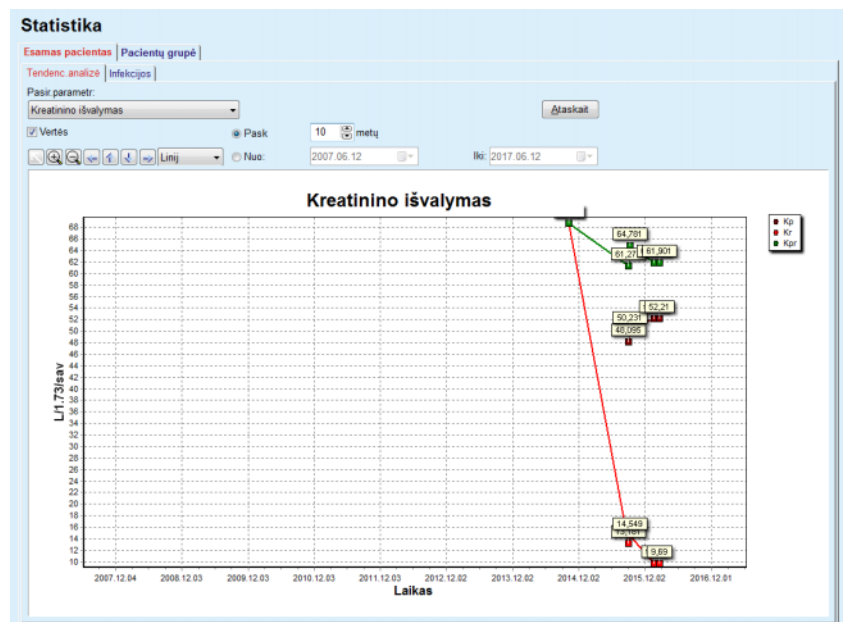 Statistika
Esamas pacientas Pacientų grupė
Tendenc.analizė Infekcijos
Pasir.parametr:
Kreatinino išvalymas Ataskait
Vertės Pask 10 metų
Linij Nuo: 2007.06.12 Iki: 2017.06.12
Kreatinino išvalymas
Kp
Kr
Kpr
68
66
64
62
60
58
56
54
52
50
48
46
44
42
40
38
36
34
32
30
28
26
24
22
20
18
16
14
12
10
L/1.73/sav
64,781
61,901
52,21
50,231
48,095
14,549
9,69
2007.12.04 2008.12.03 2009.12.03 2010.12.03 2011.12.03 2012.12.02 2013.12.02 2014.12.02 2015.12.02 2016.12.01
Laikas